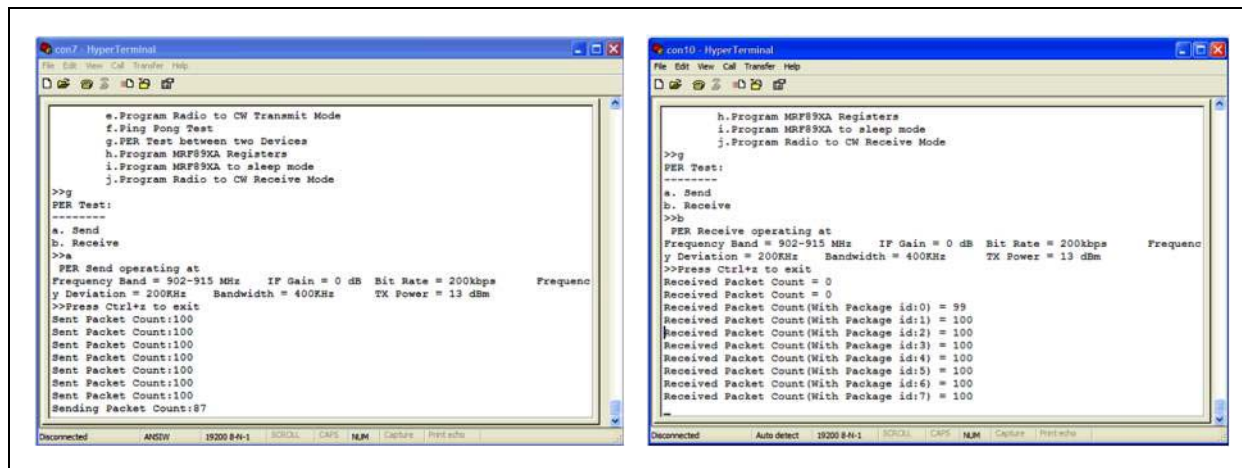 con7 - HyperTerminal
File Edit View Call Transfer Help
e.Program Radio to CW Transmit Mode
f.Ping Pong Test
g.PER Test between two Devices
h.Program MRF89XA Registers
i.Program MRF89XA to sleep mode
j.Program Radio to CW Receive Mode
>>g
PER Test:
--------
a. Send
b. Receive
>>a
PER Send operating at
Frequency Band = 902-915 MHz IF Gain = 0 dB Bit Rate = 200kbps Frequenc
y Deviation = 200KHz Bandwidth = 400KHz TX Power = 13 dBm
>>Press Ctrl+z to exit
Sent Packet Count:100
Sent Packet Count:100
Sent Packet Count:100
Sent Packet Count:100
Sent Packet Count:100
Sent Packet Count:100
Sent Packet Count:100
Sending Packet Count:87
Disconnected ANSIW 19200 8-N-1 SCROLL CAPS NUM Capture Print echo
con10 - HyperTerminal
File Edit View Call Transfer Help
h.Program MRF89XA Registers
i.Program MRF89XA to sleep mode
j.Program Radio to CW Receive Mode
>>g
PER Test:
--------
a. Send
b. Receive
>>b
PER Receive operating at
Frequency Band = 902-915 MHz IF Gain = 0 dB Bit Rate = 200kbps Frequenc
y Deviation = 200KHz Bandwidth = 400KHz TX Power = 13 dBm
>>Press Ctrl+z to exit
Received Packet Count = 0
Received Packet Count = 0
Received Packet Count(With Package id:0) = 99
Received Packet Count(With Package id:1) = 100
Received Packet Count(With Package id:2) = 100
Received Packet Count(With Package id:3) = 100
Received Packet Count(With Package id:4) = 100
Received Packet Count(With Package id:5) = 100
Received Packet Count(With Package id:6) = 100
Received Packet Count(With Package id:7) = 100
_
Disconnected Auto detect 19200 8-N-1 SCROLL CAPS NUM Capture Print echo